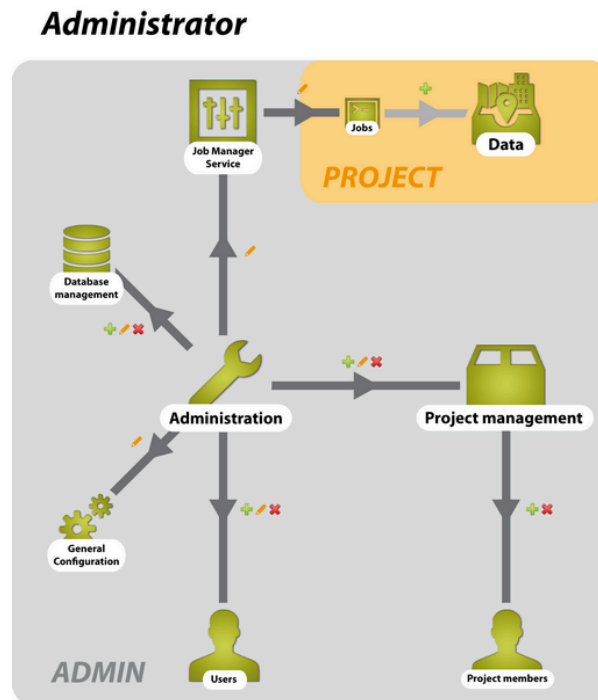 Administrator
Job Manager
Service
Jobs
Data
PROJECT
Database
management
Administration
Project management
General
Configuration
ADMIN
Users
Project members